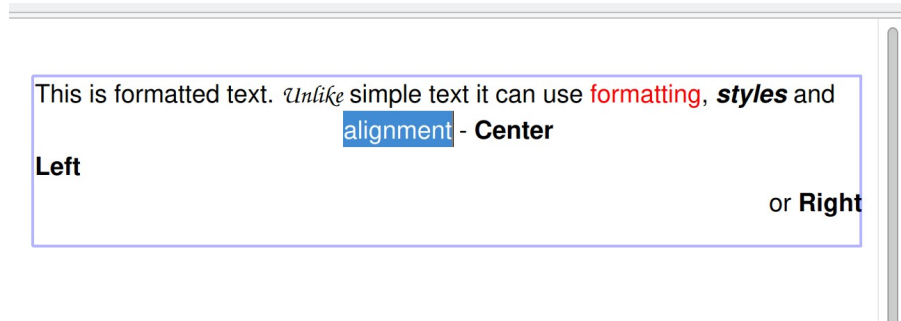 This is formatted text. Unlike simple text it can use formatting, styles and
alignment - Center
Left
or Right